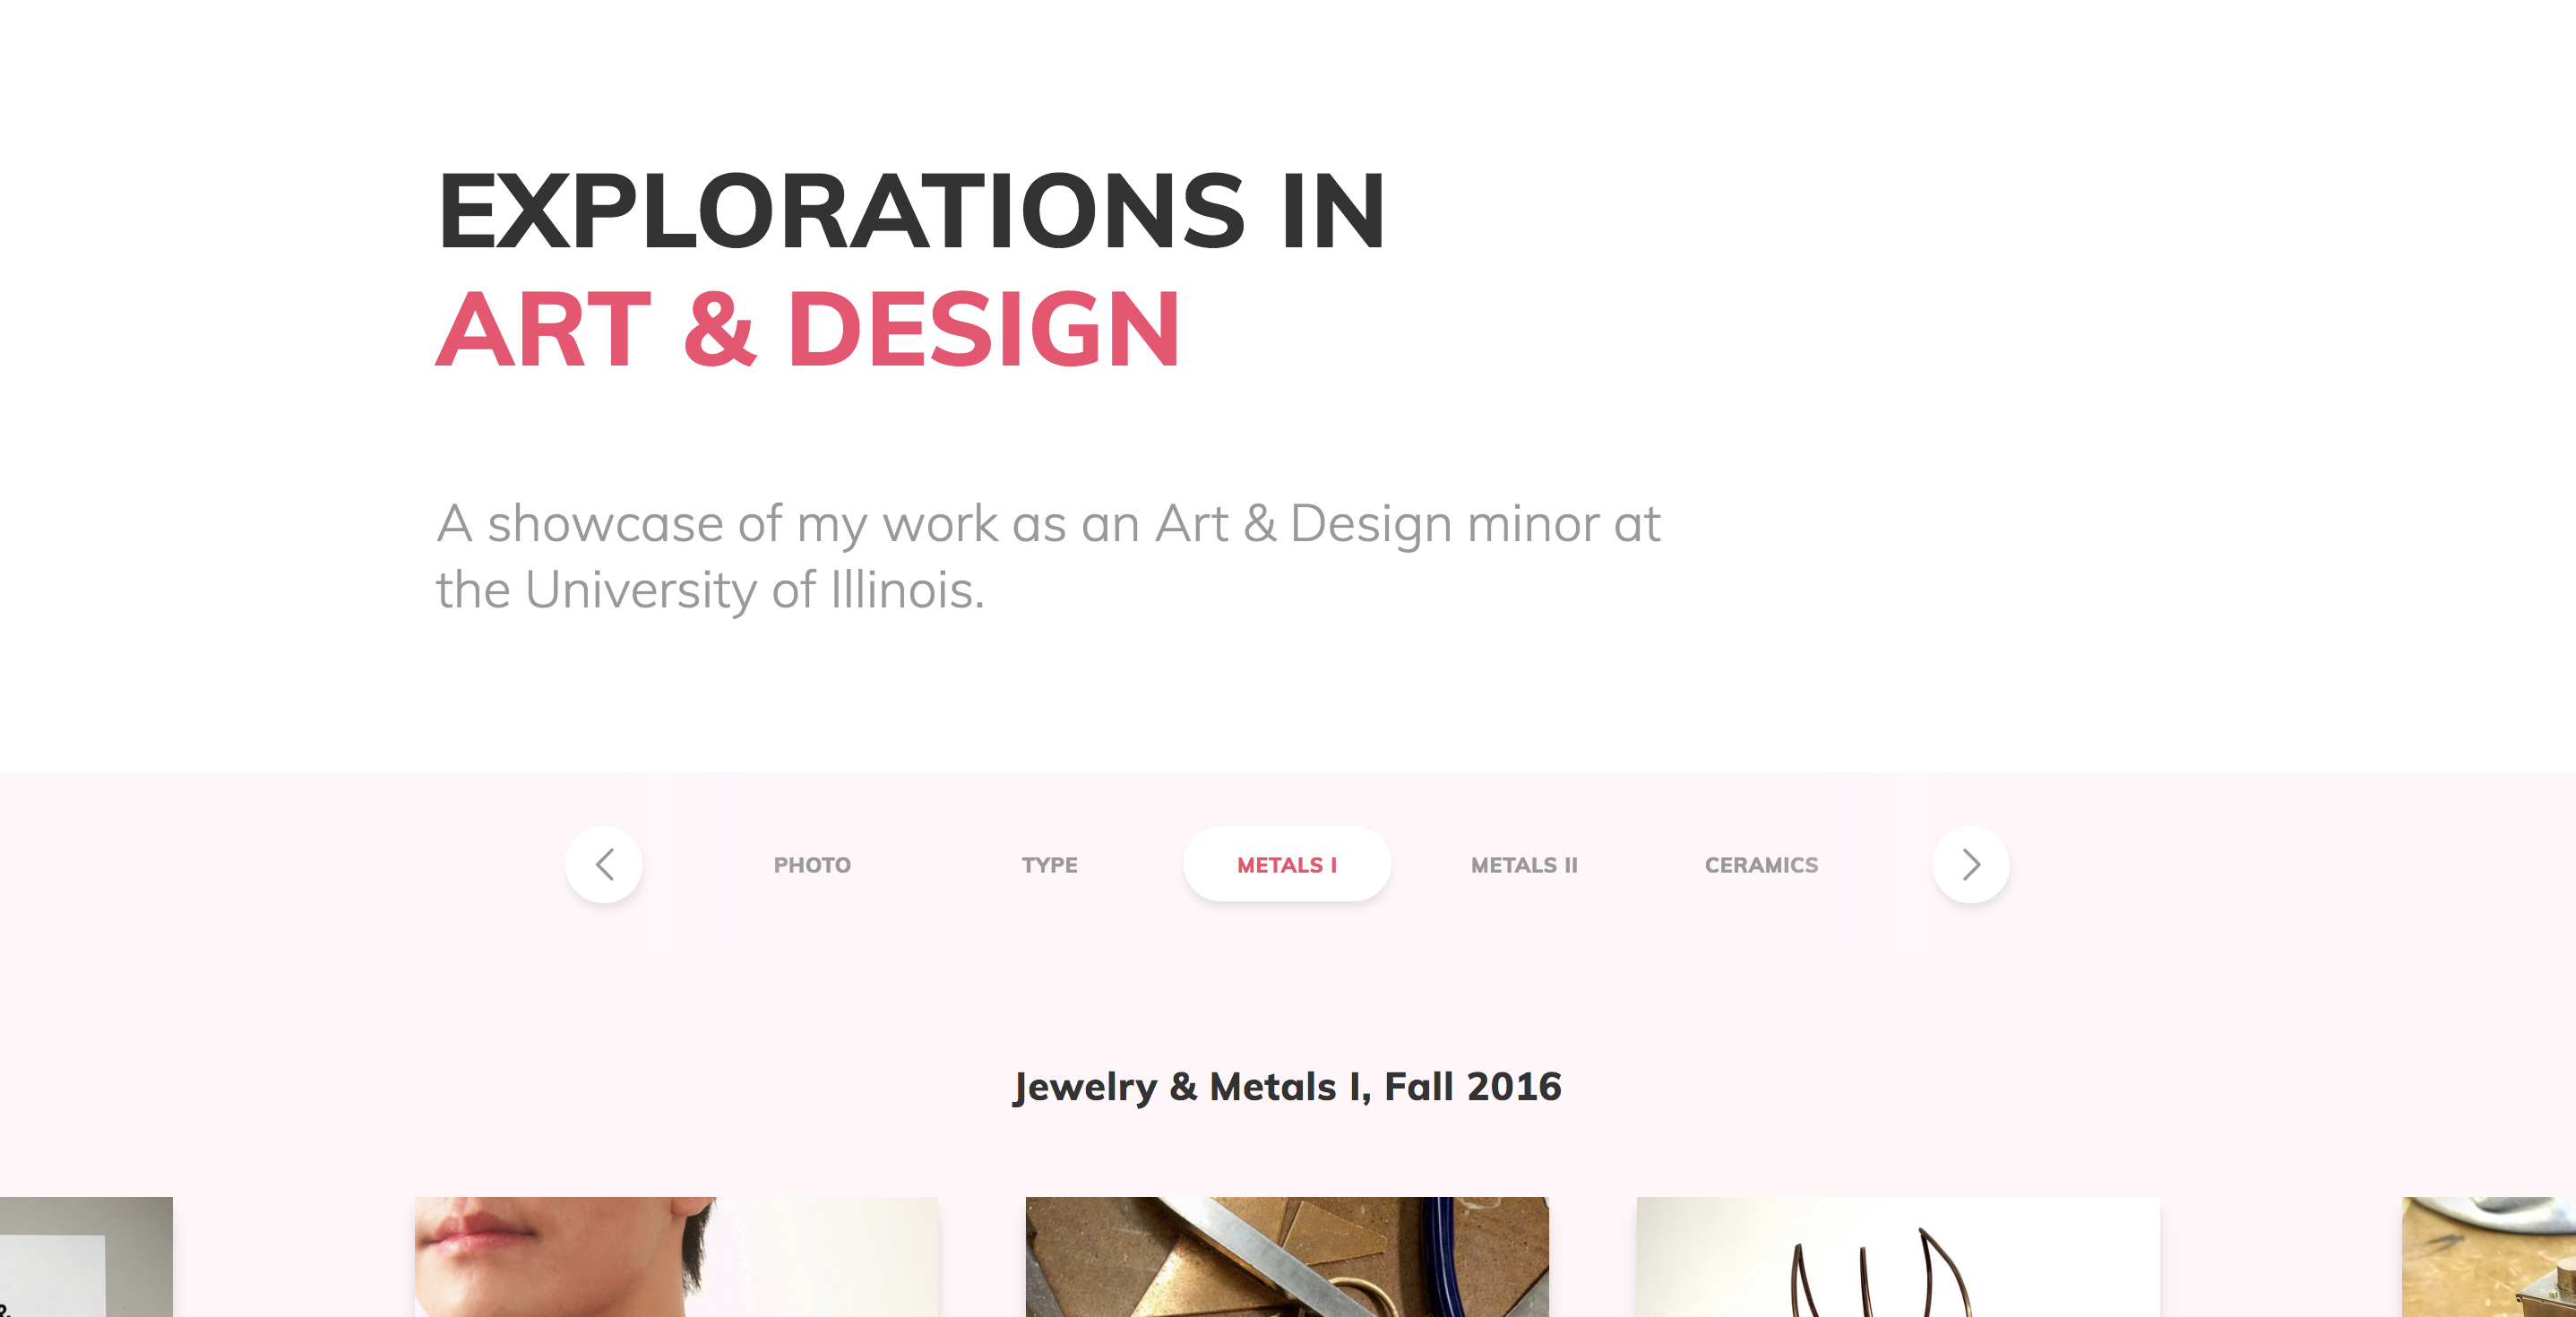 EXPLORATIONS IN
ART & DESIGN
A showcase of my work as an Art & Design minor at
the University of Illinois.
PHOTO TYPE METALS I METALS II CERAMICS
Jewelry & Metals I, Fall 2016
&